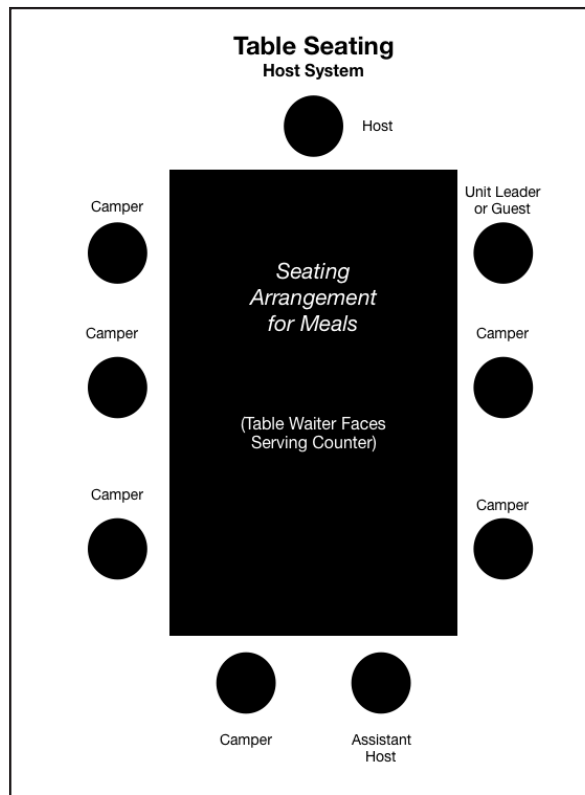 Table Seating
Host System
Host
Camper
Unit Leader
or Guest
Seating
Arrangement
for Meals
Camper
Camper
(Table Waiter Faces
Serving Counter)
Camper
Camper
Camper
Assistant
Host